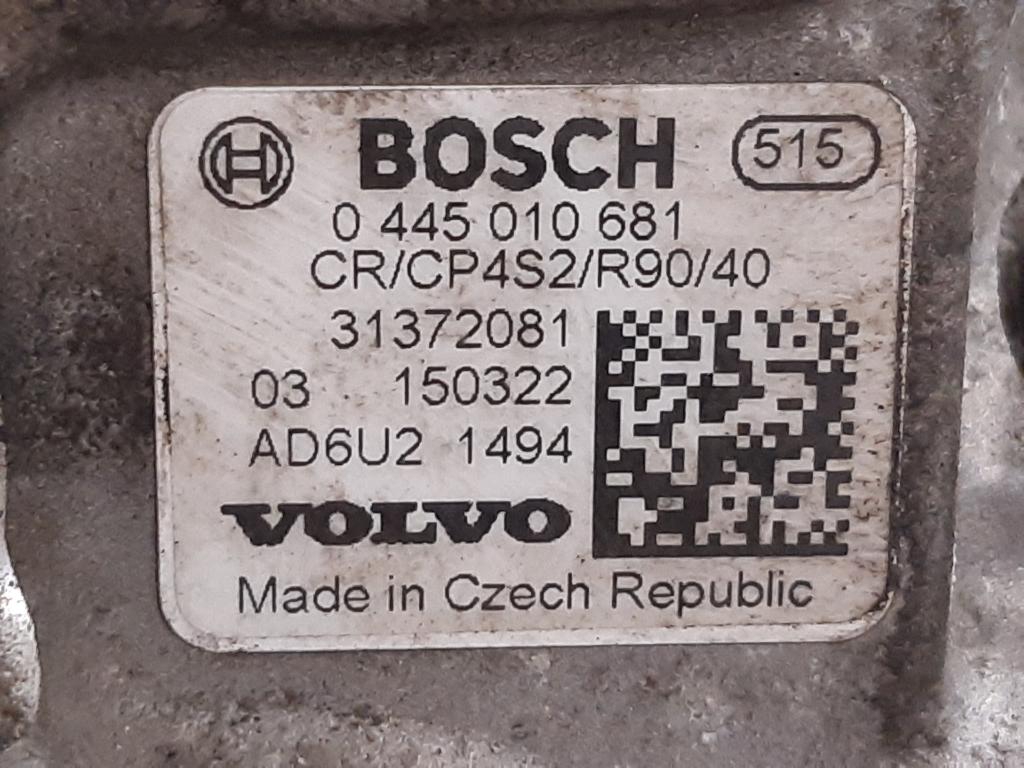 BOSCH 515
0 445 010 681
CR/CP4S2/R90/40
31372081
03 150322
AD6U2 1494
VOLVO
Made in Czech Republic